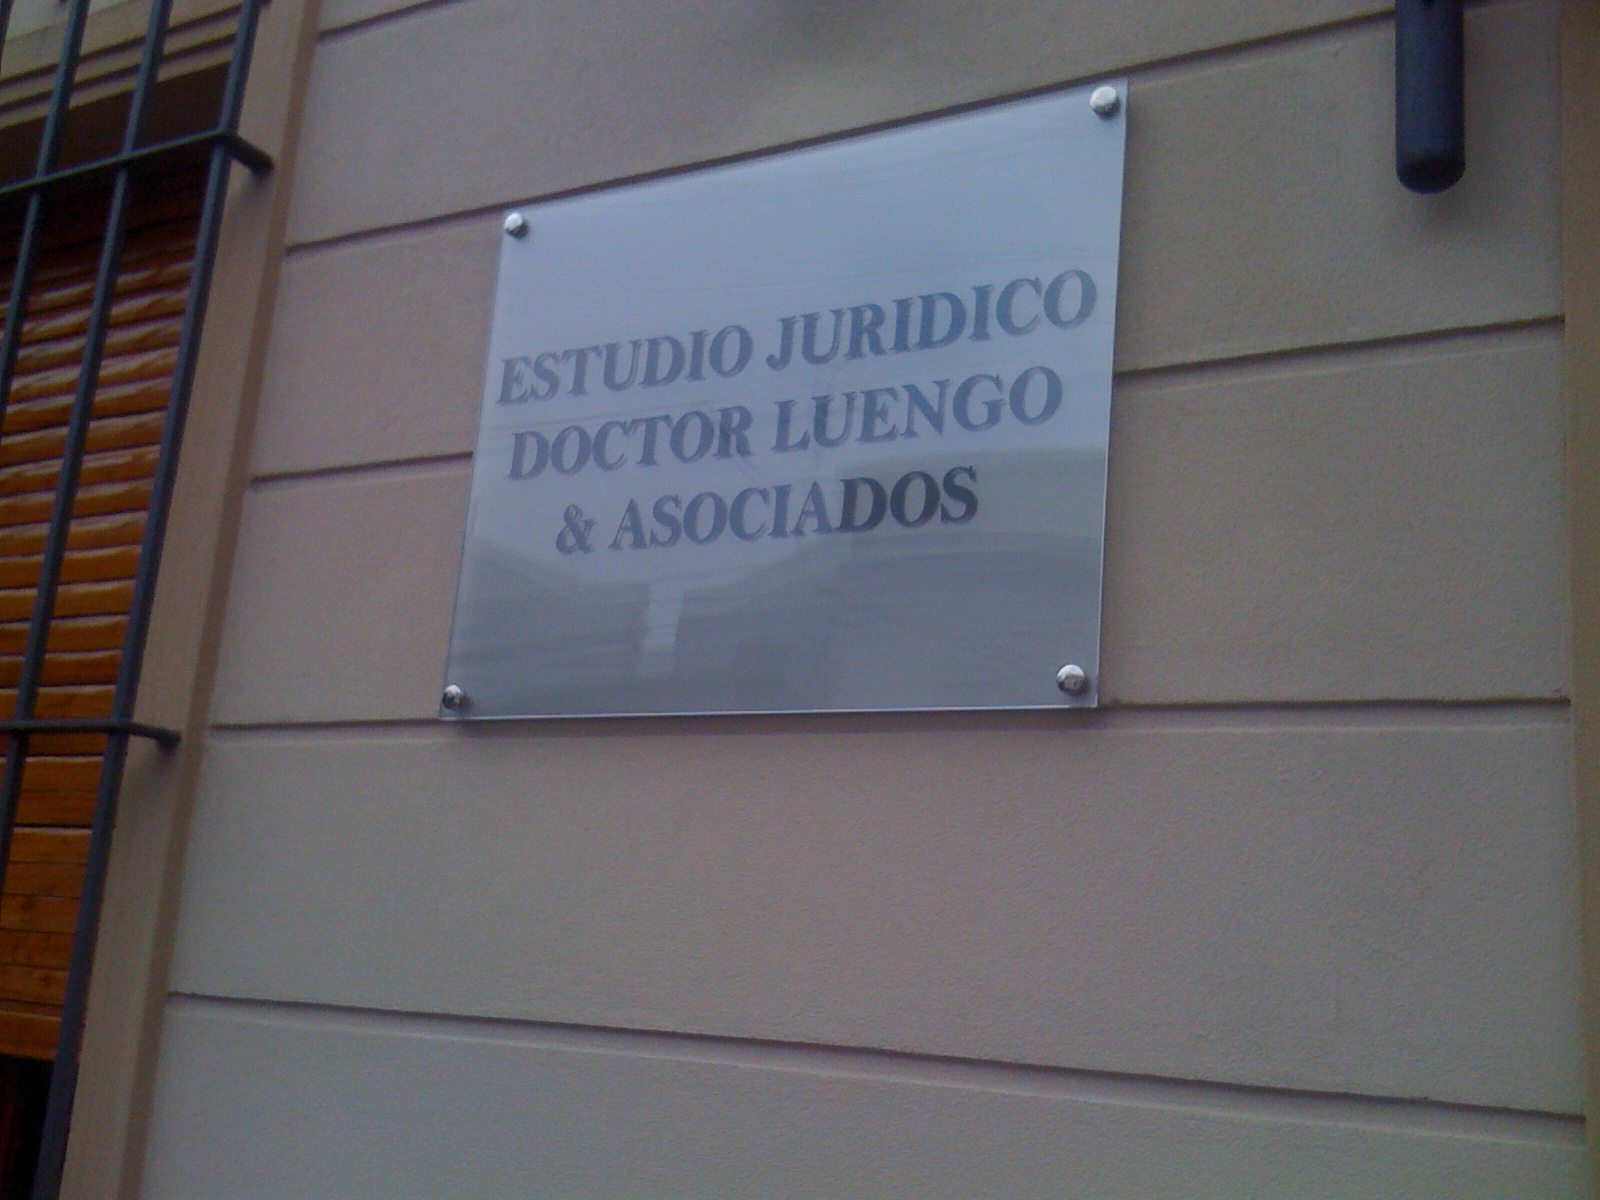 ESTUDIO JURIDICO
DOCTOR LUENGO
& ASOCIADOS